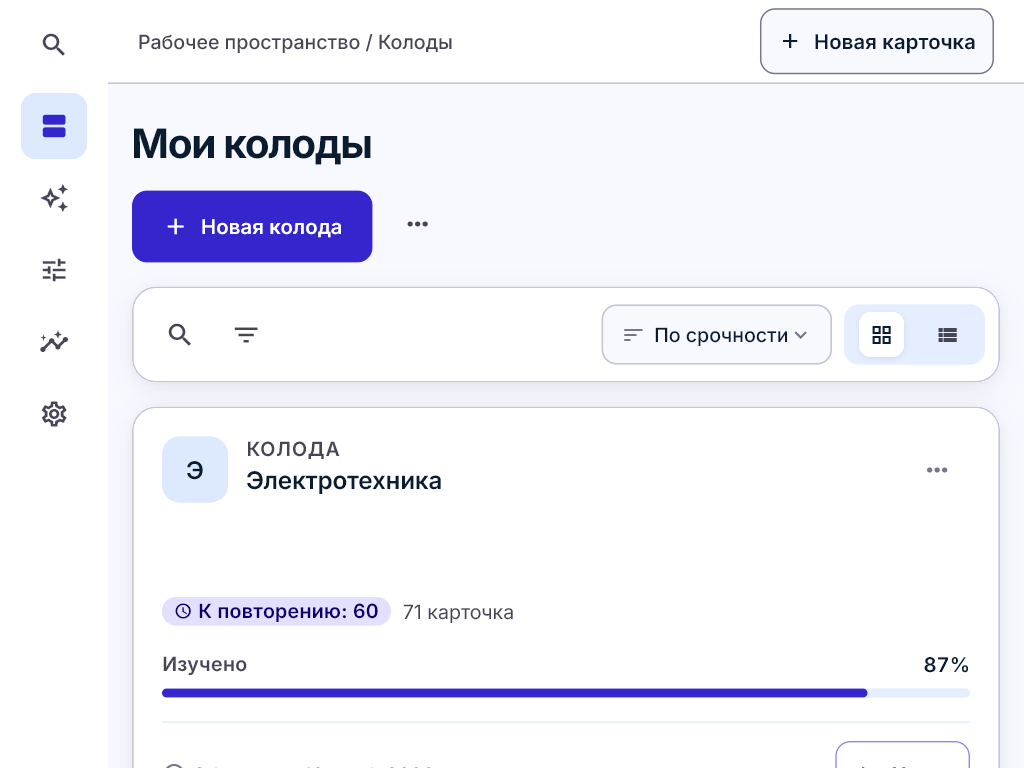 Рабочее пространство / Колоды
+ Новая карточка
Мои колоды
+ Новая колода
По срочности
Э
КОЛОДА
Электротехника
К повторению: 60
71 карточка
Изучено
87%